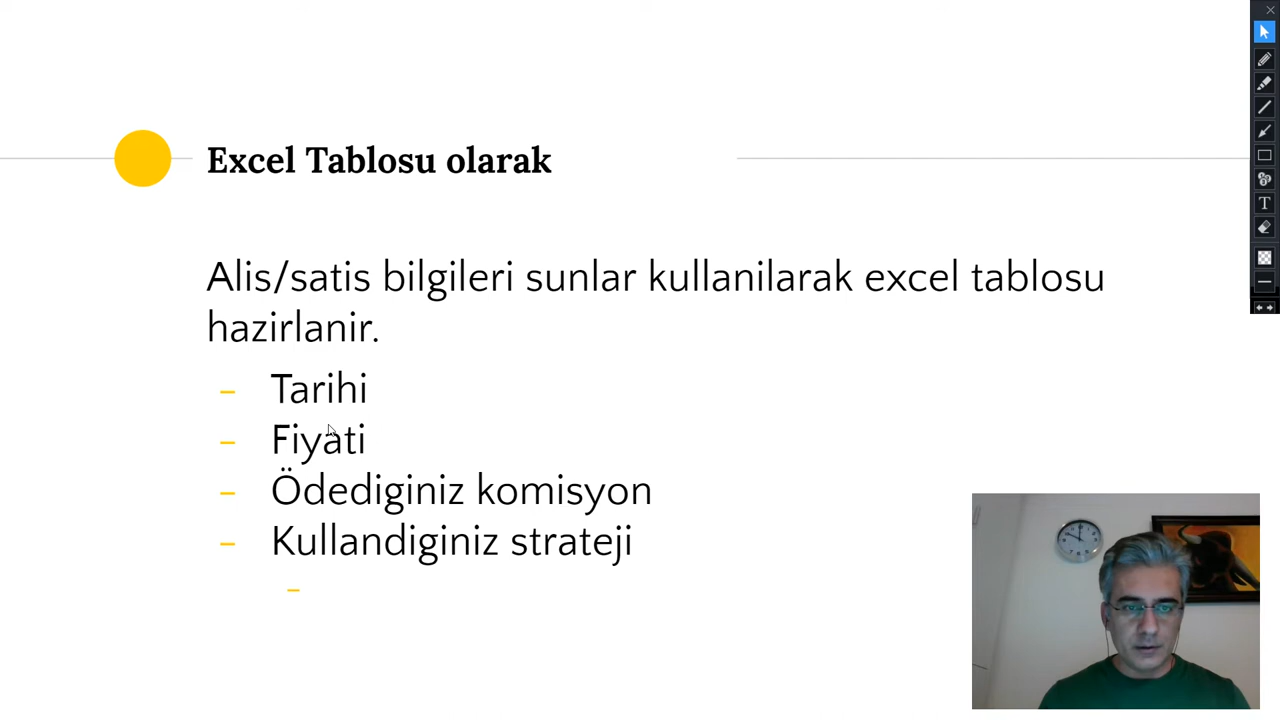 Excel Tablosu olarak
Alis/satis bilgileri sunlar kullanilarak excel tablosu
hazirlanir.
- Tarihi
- Fiyati
- Ödediginiz komisyon
- Kullandiginiz strateji
-